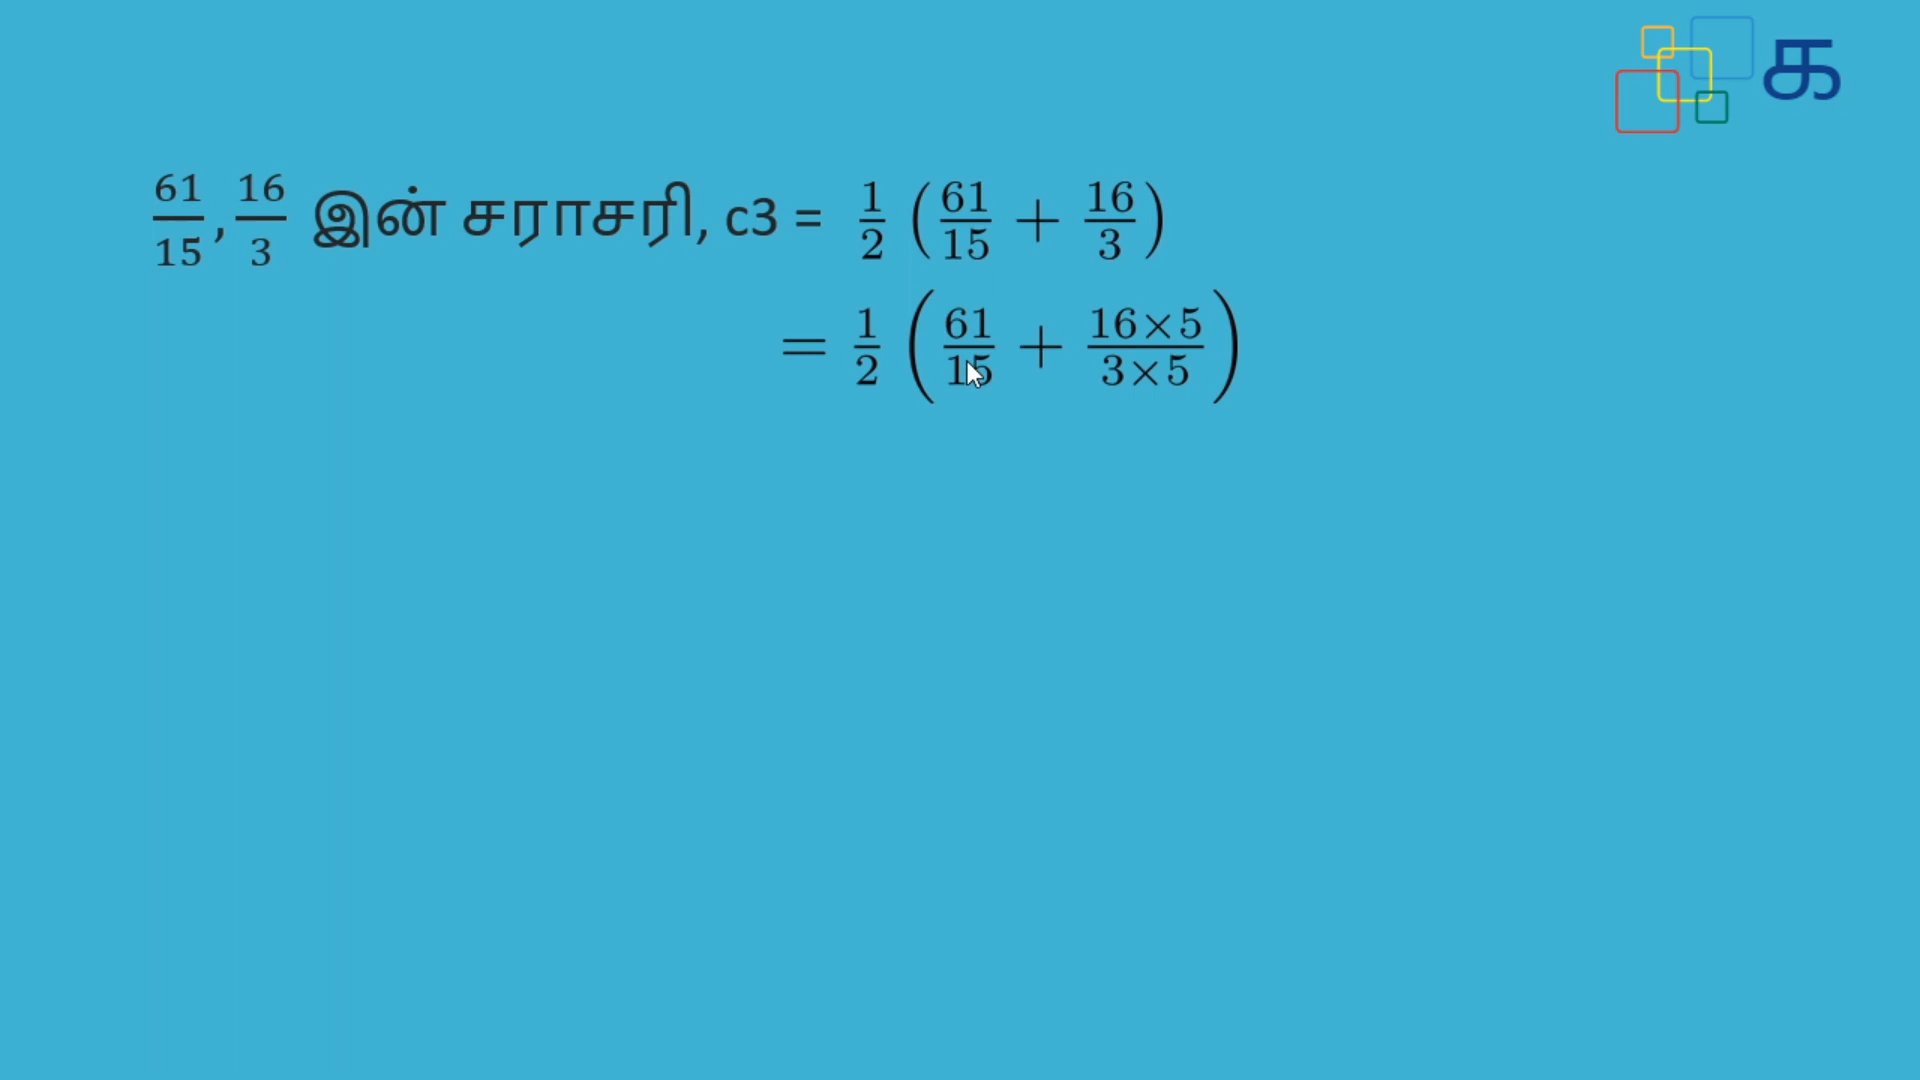 க
61/15, 16/3 இன் சராசரி, c3 = 1/2 (61/15 + 16/3)
= 1/2 (61/15 + 16×5/3×5)